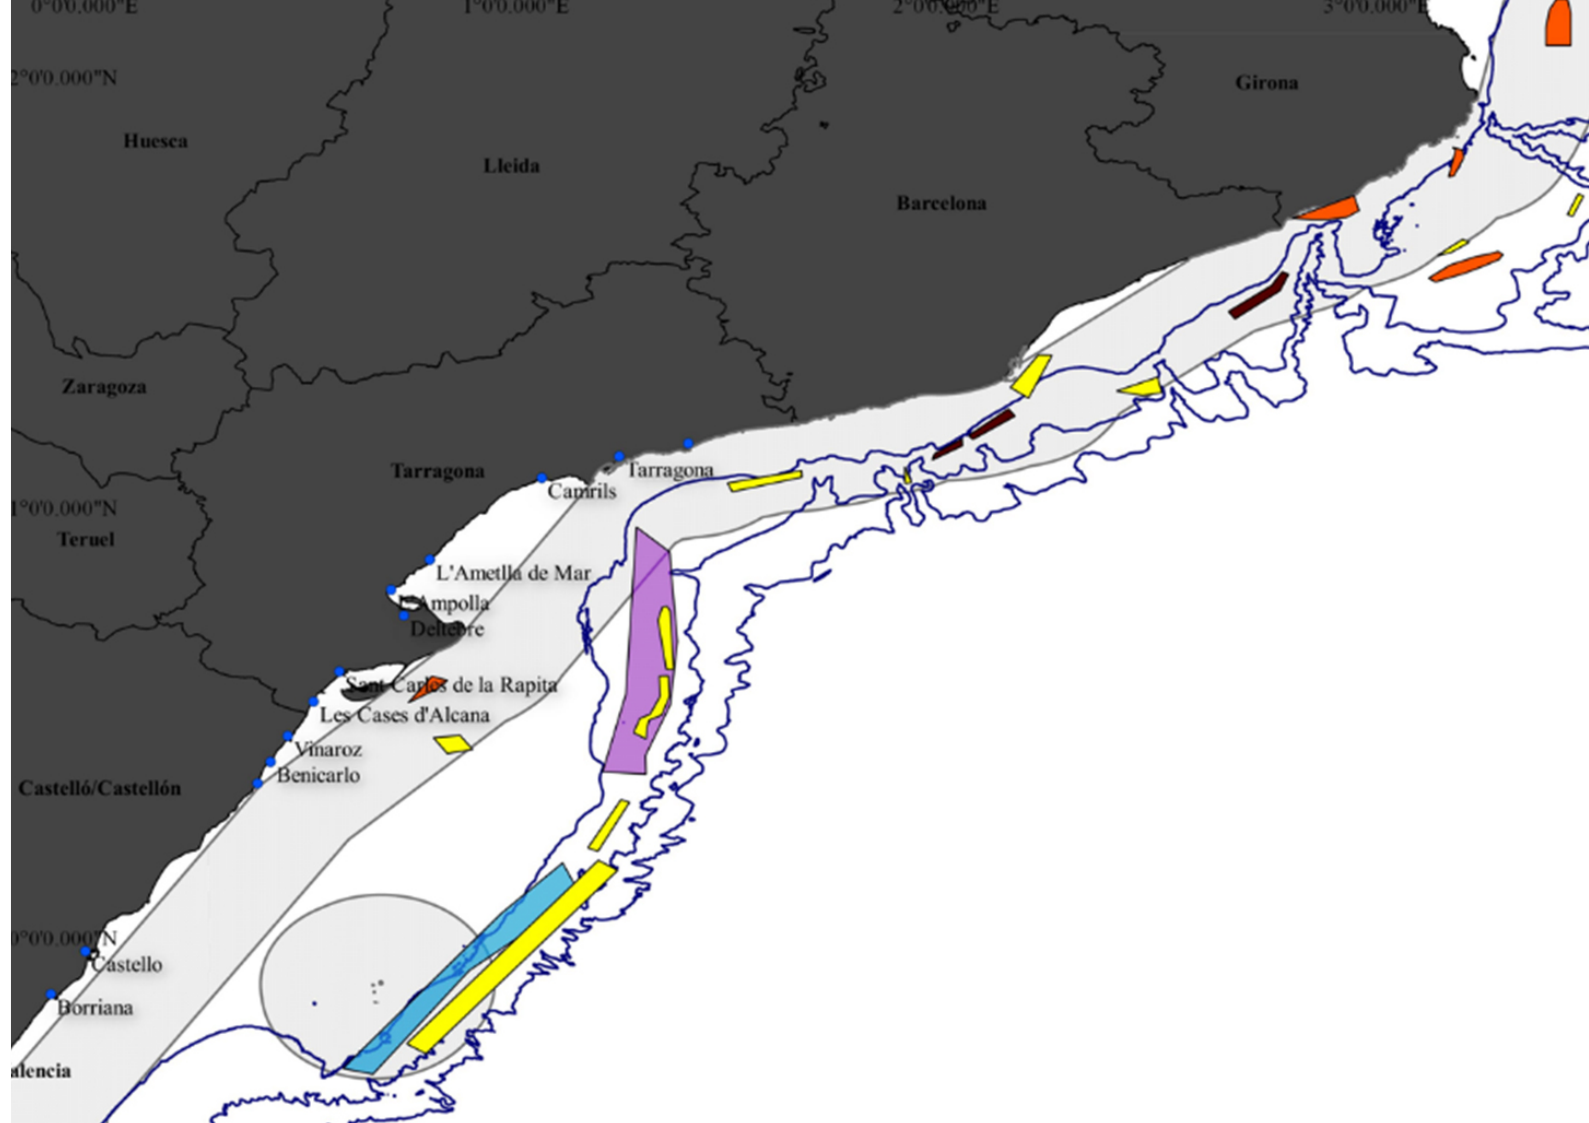 0°0'0.000"E
1°0'0.000"E
2°0'0.000"E
3°0'0.000"E
2°0'0.000"N
Girona
Huesca
Lleida
Barcelona
Zaragoza
Tarragona
Tarragona
Camrils
1°0'0.000"N
Teruel
L'Ametlla de Mar
L'Ampolla
Deltebre
Sant Carles de la Rapita
Les Cases d'Alcana
Vinaroz
Benicarlo
Castelló/Castellón
0°0'0.000"N
Castello
Borriana
alencia